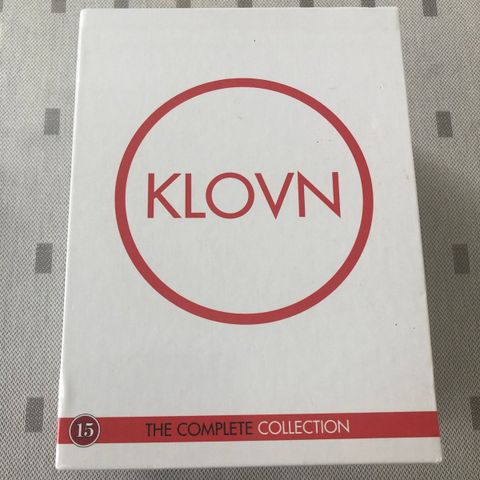 KLOVN
15 THE COMPLETE COLLECTION